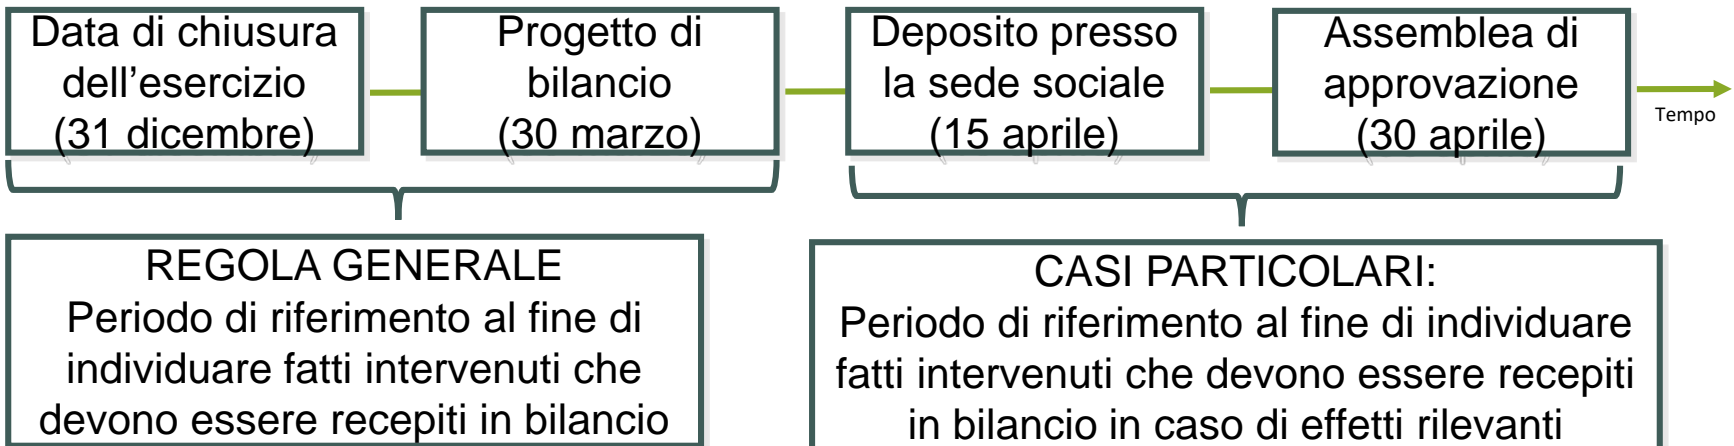 Data di chiusura
dell’esercizio
(31 dicembre)
Progetto di
bilancio
(30 marzo)
Deposito presso
la sede sociale
(15 aprile)
Assemblea di
approvazione
(30 aprile)
Tempo
REGOLA GENERALE
Periodo di riferimento al fine di
individuare fatti intervenuti che
devono essere recepiti in bilancio
CASI PARTICOLARI:
Periodo di riferimento al fine di individuare
fatti intervenuti che devono essere recepiti
in bilancio in caso di effetti rilevanti